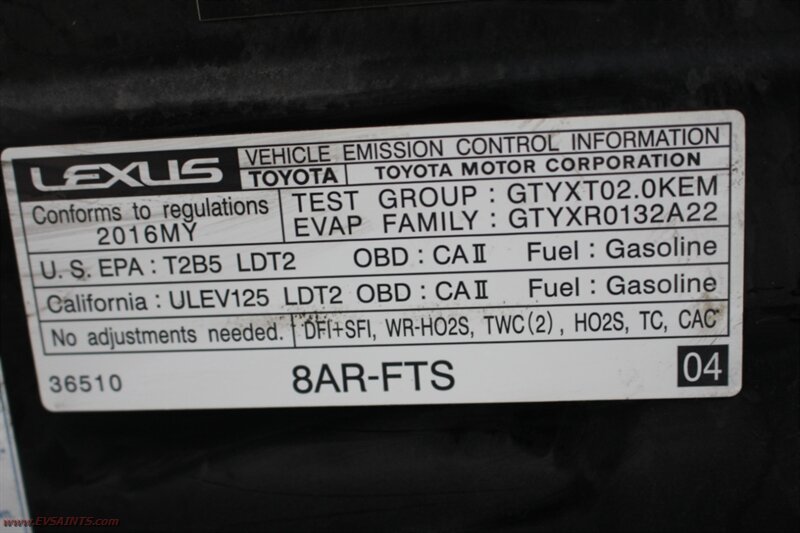 LEXUS VEHICLE EMISSION CONTROL INFORMATION
TOYOTA TOYOTA MOTOR CORPORATION
Conforms to regulations
2016MY
TEST GROUP : GTYXT02.0KEM
EVAP FAMILY : GTYXR0132A22
U. S. EPA : T2B5 LDT2 OBD : CAⅡ Fuel : Gasoline
California : ULEV125 LDT2 OBD : CAⅡ Fuel : Gasoline
No adjustments needed. DFI+SFI, WR-HO2S, TWC(2), HO2S, TC, CAC
36510 8AR-FTS 04
www.EVSAINTS.com